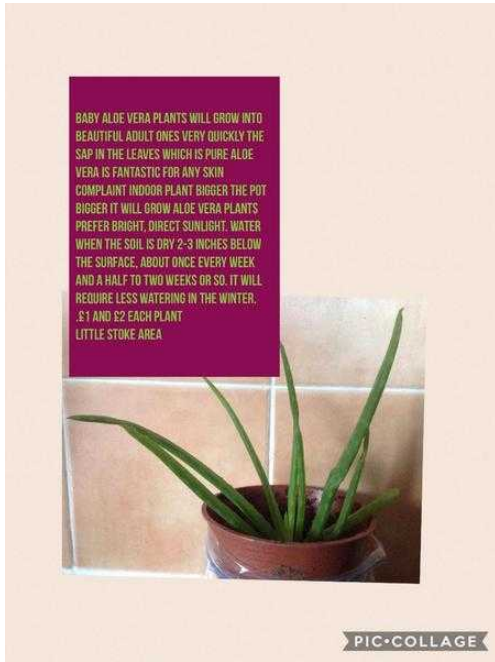 BABY ALOE VERA PLANTS WILL GROW INTO
BEAUTIFUL ADULT ONES VERY QUICKLY THE
SAP IN THE LEAVES WHICH IS PURE ALOE
VERA IS FANTASTIC FOR ANY SKIN
COMPLAINT INDOOR PLANT BIGGER THE POT
BIGGER IT WILL GROW ALOE VERA PLANTS
PREFER BRIGHT, DIRECT SUNLIGHT. WATER
WHEN THE SOIL IS DRY 2-3 INCHES BELOW
THE SURFACE, ABOUT ONCE EVERY WEEK
AND A HALF TO TWO WEEKS OR SO. IT WILL
REQUIRE LESS WATERING IN THE WINTER.
.£1 AND £2 EACH PLANT
LITTLE STOKE AREA
PIC•COLLAGE